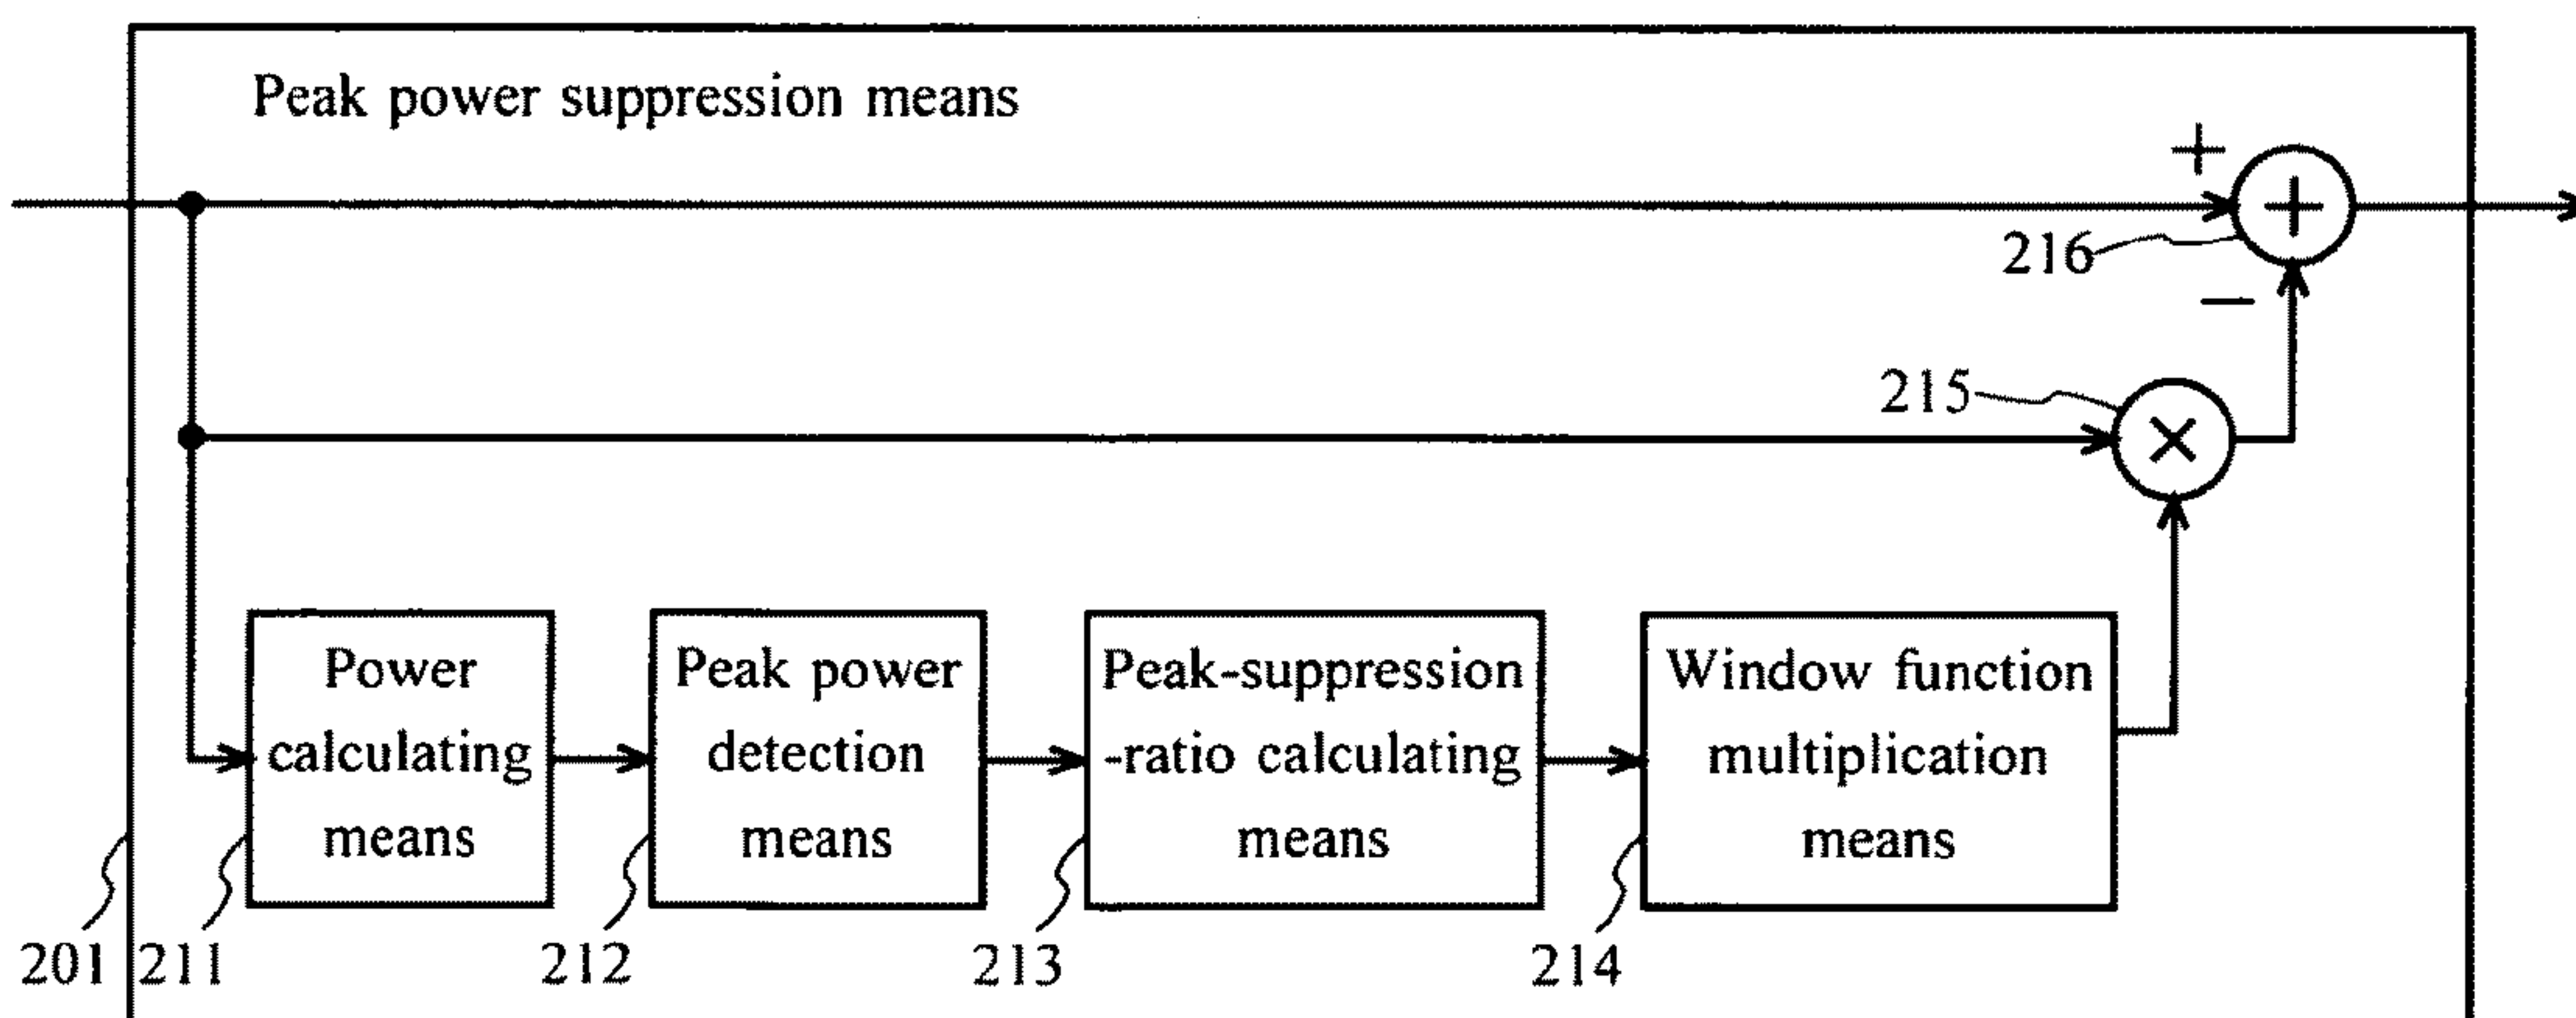 Peak power suppression means
+
+
216
−
215
×
Power
calculating
means
Peak power
detection
means
Peak-suppression
-ratio calculating
means
Window function
multiplication
means
201
211
212
213
214